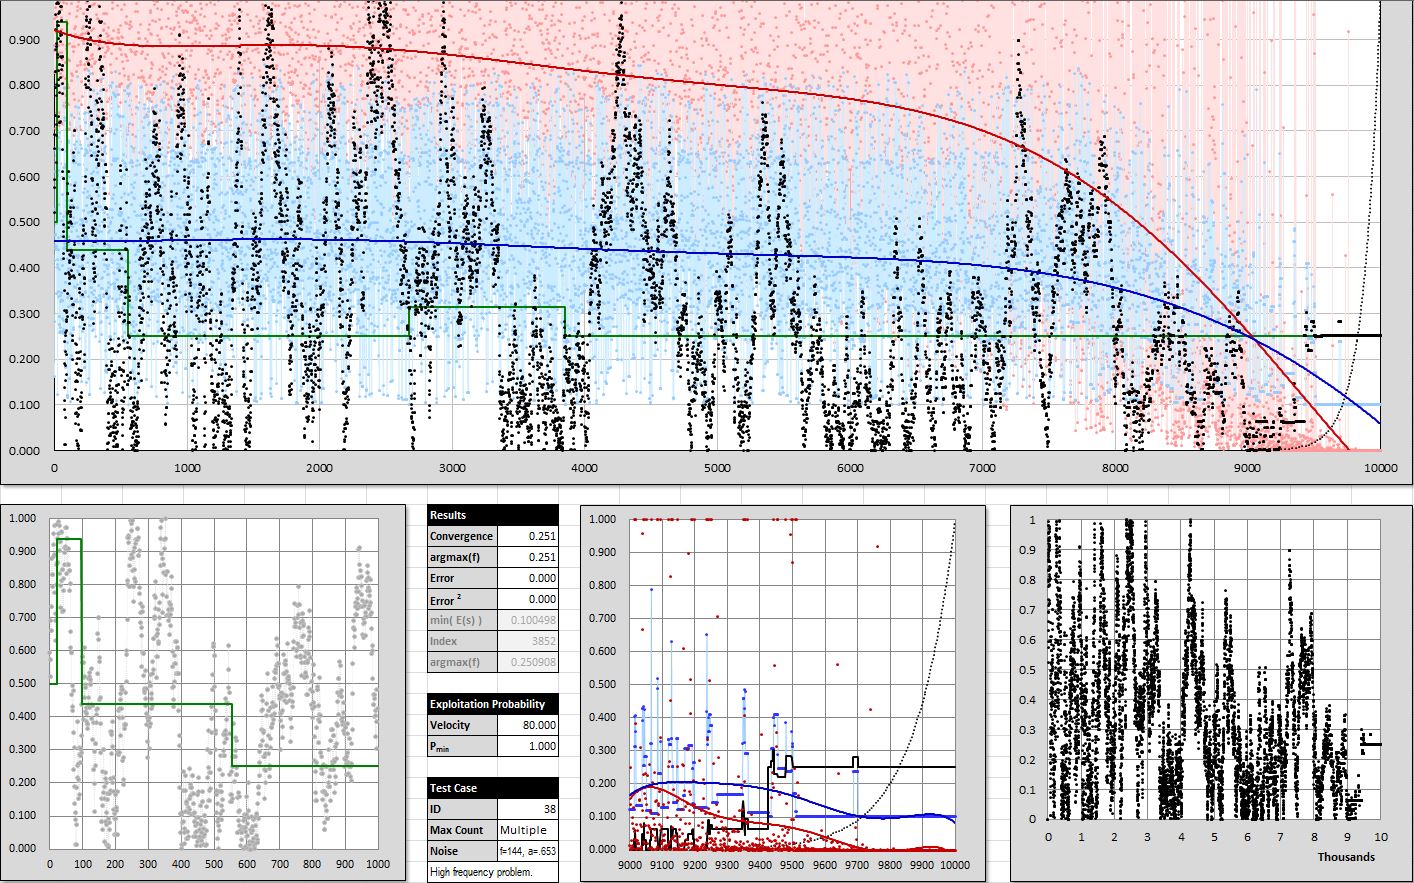 0.900
0.800
0.700
0.600
0.500
0.400
0.300
0.200
0.100
0.000
0 1000 2000 3000 4000 5000 6000 7000 8000 9000 10000
1.000
0.900
0.800
0.700
0.600
0.500
0.400
0.300
0.200
0.100
0.000
0 100 200 300 400 500 600 700 800 900 1000
Results
Convergence 0.251
argmax(f) 0.251
Error 0.000
Error 2 0.000
min( E(s) ) 0.100498
Index 3852
argmax(f) 0.250908
Exploitation Probability
Velocity 80.000
Pmin 1.000
Test Case
ID 38
Max Count Multiple
Noise f=144, a=.653
High frequency problem.
1.000
0.900
0.800
0.700
0.600
0.500
0.400
0.300
0.200
0.100
0.000
9000 9100 9200 9300 9400 9500 9600 9700 9800 9900 10000
1
0.9
0.8
0.7
0.6
0.5
0.4
0.3
0.2
0.1
0
0 1 2 3 4 5 6 7 8 9 10
Thousands